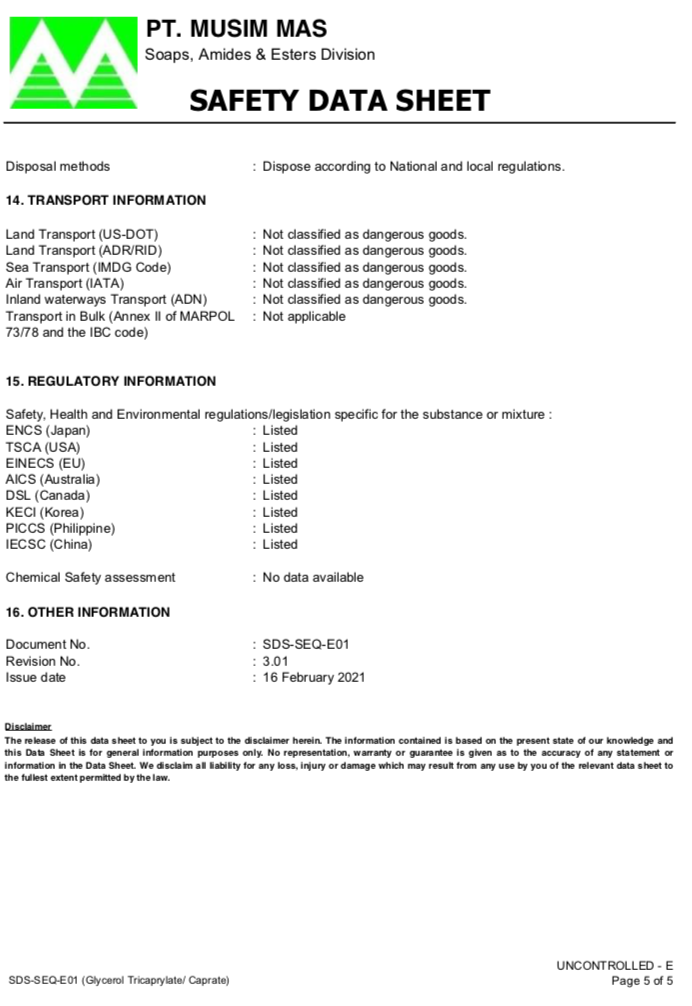 PT. MUSIM MAS
Soaps, Amides & Esters Division
SAFETY DATA SHEET
Disposal methods : Dispose according to National and local regulations.
14. TRANSPORT INFORMATION
Land Transport (US-DOT) : Not classified as dangerous goods.
Land Transport (ADR/RID) : Not classified as dangerous goods.
Sea Transport (IMDG Code) : Not classified as dangerous goods.
Air Transport (IATA) : Not classified as dangerous goods.
Inland waterways Transport (ADN) : Not classified as dangerous goods.
Transport in Bulk (Annex II of MARPOL : Not applicable
73/78 and the IBC code)
15. REGULATORY INFORMATION
Safety, Health and Environmental regulations/legislation specific for the substance or mixture :
ENCS (Japan) : Listed
TSCA (USA) : Listed
EINECS (EU) : Listed
AICS (Australia) : Listed
DSL (Canada) : Listed
KECI (Korea) : Listed
PICCS (Philippine) : Listed
IECSC (China) : Listed
Chemical Safety assessment : No data available
16. OTHER INFORMATION
Document No. : SDS-SEQ-E01
Revision No. : 3.01
Issue date : 16 February 2021
Disclaimer
The release of this data sheet to you is subject to the disclaimer herein. The information contained is based on the present state of our knowledge and
this Data Sheet is for general information purposes only. No representation, warranty or guarantee is given as to the accuracy of any statement or
information in the Data Sheet. We disclaim all liability for any loss, injury or damage which may result from any use by you of the relevant data sheet to
the fullest extent permitted by the law.
UNCONTROLLED - E
SDS-SEQ-E01 (Glycerol Tricaprylate/ Caprate) Page 5 of 5